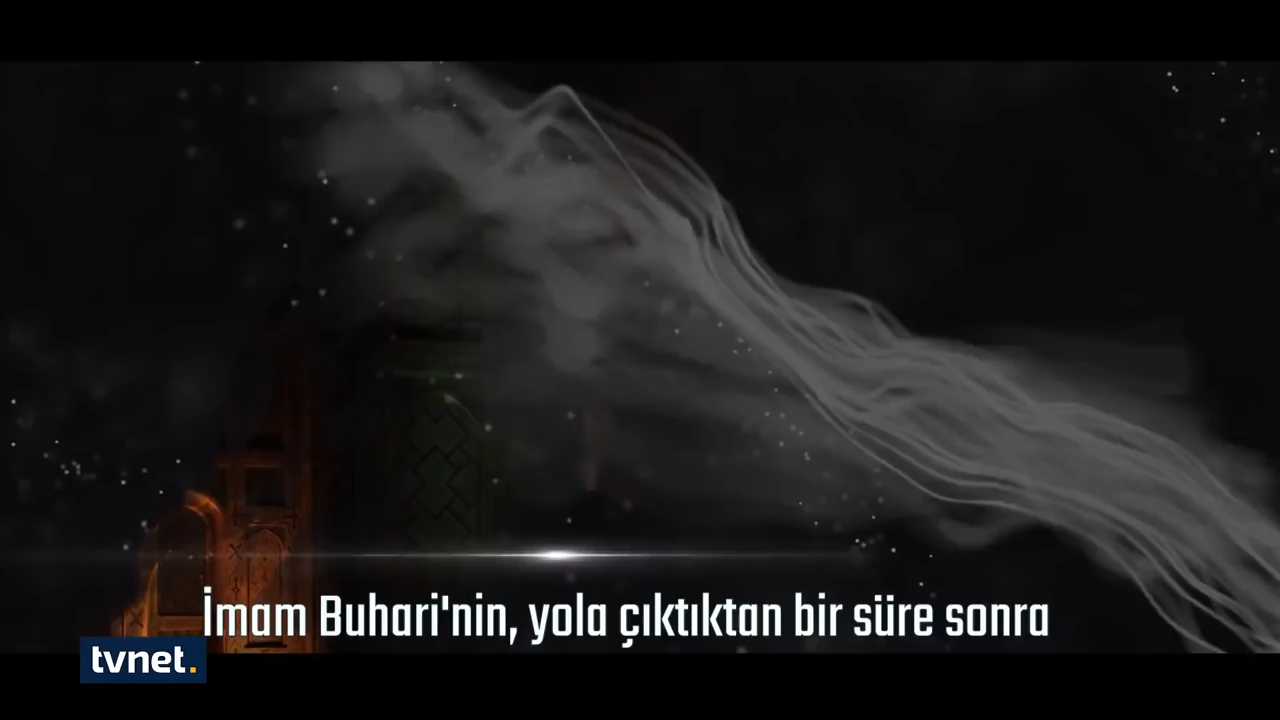 İmam Buhari'nin, yola çıktıktan bir süre sonra
tvnet.